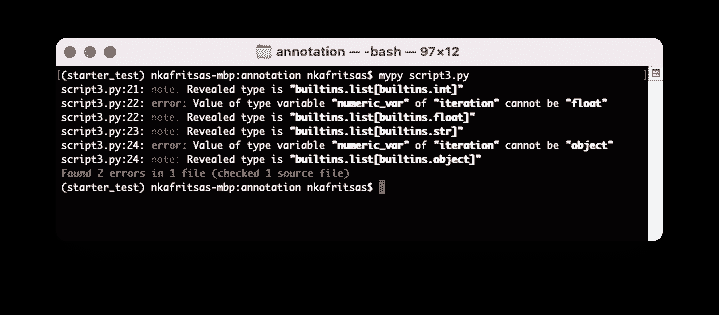 annotation — -bash — 97×12
[(starter_test) nkafritsas-mbp:annotation nkafritsas$ mypy script3.py ]
script3.py:21: note: Revealed type is "builtins.list[builtins.int]"
script3.py:22: error: Value of type variable "numeric_var" of "iteration" cannot be "float"
script3.py:22: note: Revealed type is "builtins.list[builtins.float]"
script3.py:23: note: Revealed type is "builtins.list[builtins.str]"
script3.py:24: error: Value of type variable "numeric_var" of "iteration" cannot be "object"
script3.py:24: note: Revealed type is "builtins.list[builtins.object]"
Found 2 errors in 1 file (checked 1 source file)
(starter_test) nkafritsas-mbp:annotation nkafritsas$